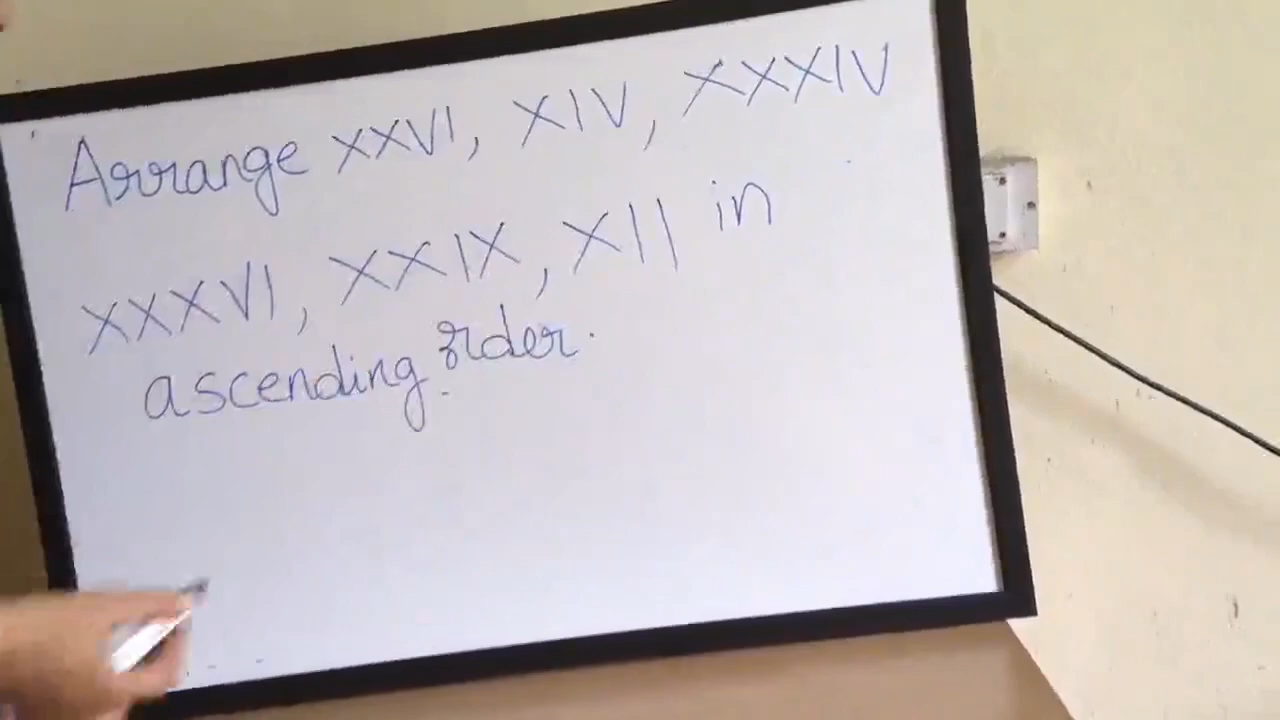 Arrange XXVI, XIV, XXXIV
XXXVI, XXIX, XII in
ascending order.